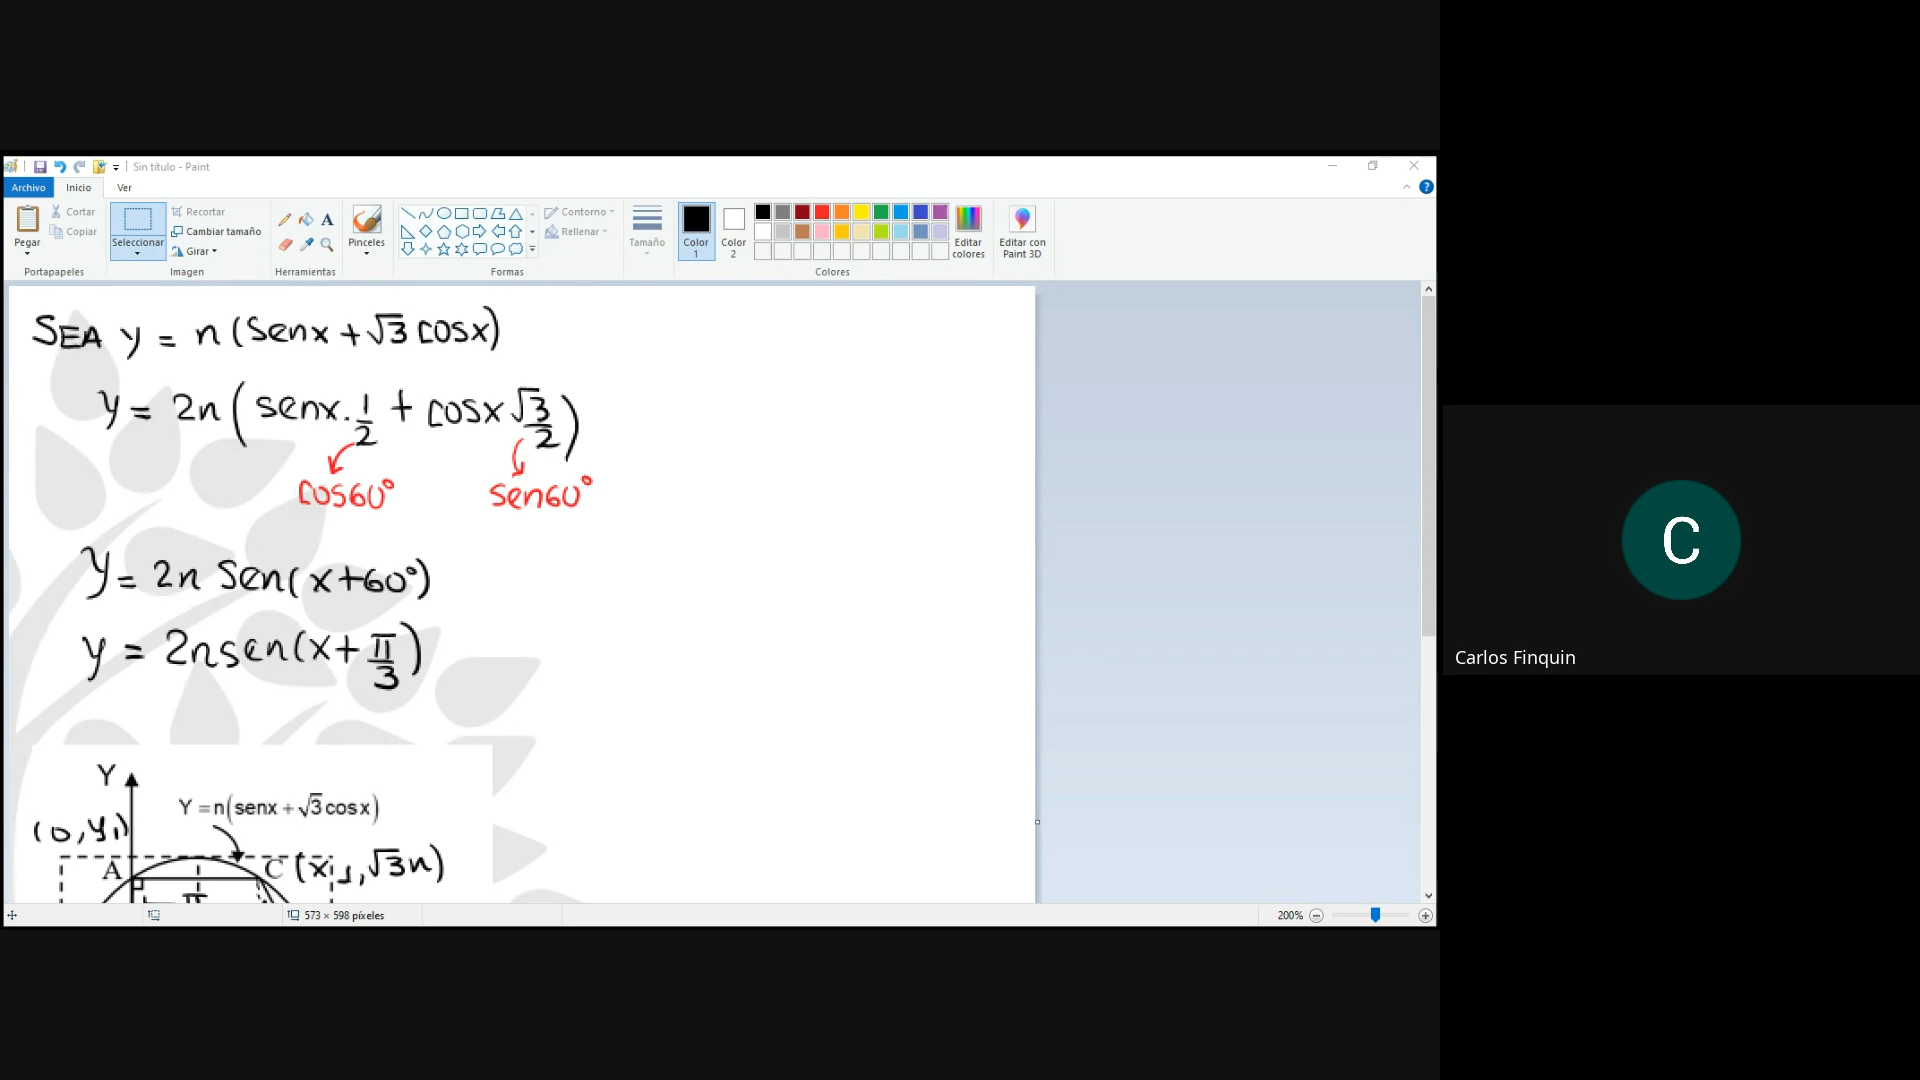 Sin título - Paint
Archivo Inicio Ver
Pegar
Cortar
Copiar
Portapapeles
Seleccionar
Recortar
Cambiar tamaño
Girar
Imagen
A
Herramientas
Pinceles
Contorno
Rellenar
Formas
Tamaño
Color 1
Color 2
Editar colores
Colores
Editar con Paint 3D
?
SEA y = n (senx + √3 cosx)
y = 2n ( senx. 1/2 + cosx √3/2 )
cos60° sen60°
y = 2n sen( x+60°)
y = 2nsen(x+ π/3)
Y
Y = n(senx + √3 cosx)
(0, y1)
A C (x1, √3n)
π
573 × 598 píxeles
200%
C
Carlos Finquin